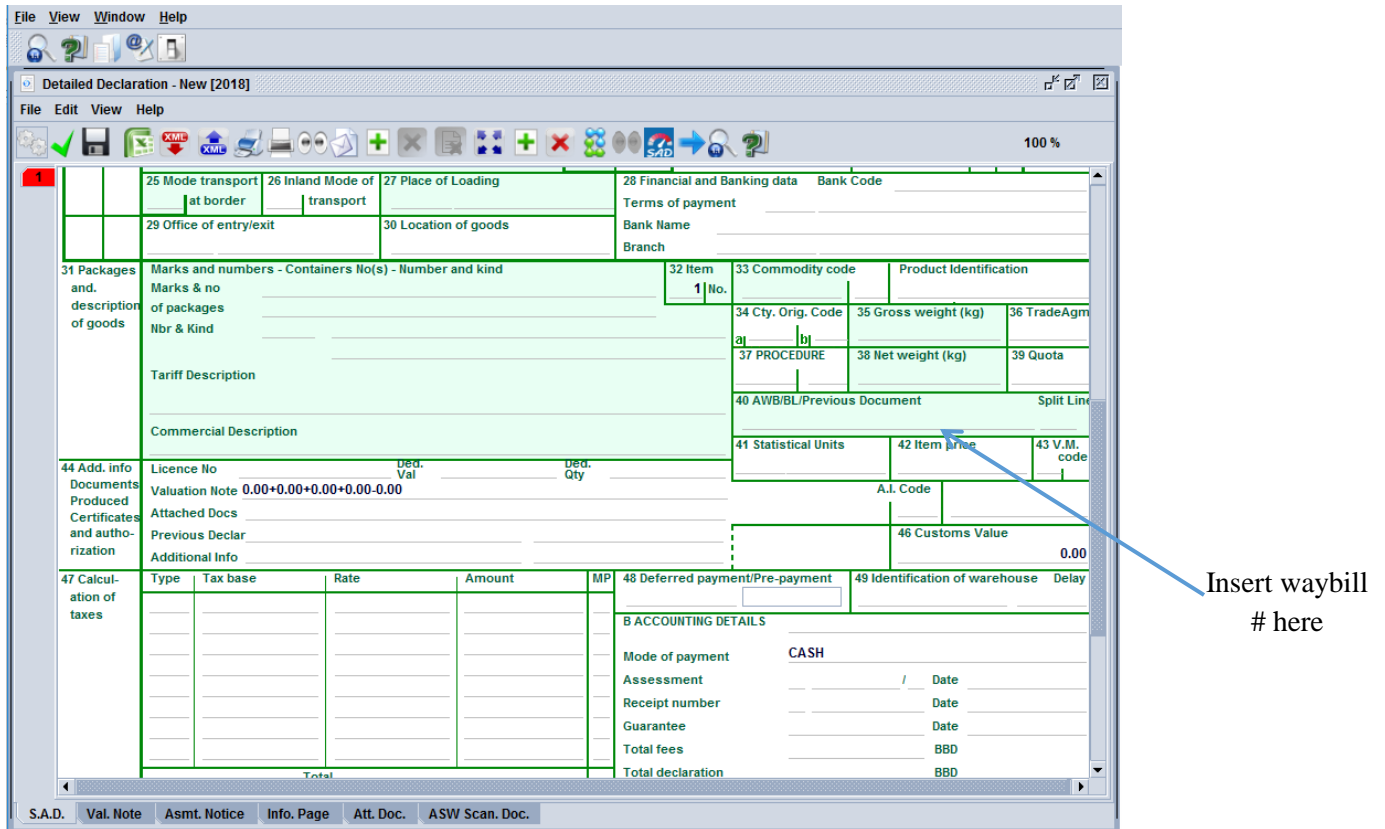 File View Window Help
Detailed Declaration - New [2018]
File Edit View Help
XML XML SAD 100 %
1
25 Mode transport at border
26 Inland Mode of transport
27 Place of Loading
28 Financial and Banking data Bank Code
Terms of payment
29 Office of entry/exit
30 Location of goods
Bank Name
Branch
31 Packages and. description of goods
Marks and numbers - Containers No(s) - Number and kind
Marks & no
of packages
Nbr & Kind
Tariff Description
Commercial Description
32 Item
1 No.
33 Commodity code
Product Identification
34 Cty. Orig. Code
a b
35 Gross weight (kg)
36 TradeAgm
37 PROCEDURE
38 Net weight (kg)
39 Quota
40 AWB/BL/Previous Document
Split Line
41 Statistical Units
42 Item price
43 V.M. code
44 Add. info Documents Produced Certificates and autho-rization
Licence No
Ded. Val
Ded. Qty
Valuation Note 0.00+0.00+0.00+0.00-0.00
A.I. Code
Attached Docs
Previous Declar
Additional Info
46 Customs Value
0.00
47 Calcul-ation of taxes
Type Tax base Rate Amount MP
Total
48 Deferred payment/Pre-payment
49 Identification of warehouse Delay
B ACCOUNTING DETAILS
Mode of payment CASH
Assessment / Date
Receipt number Date
Guarantee Date
Total fees BBD
Total declaration BBD
Insert waybill
# here
S.A.D. Val. Note Asmt. Notice Info. Page Att. Doc. ASW Scan. Doc.